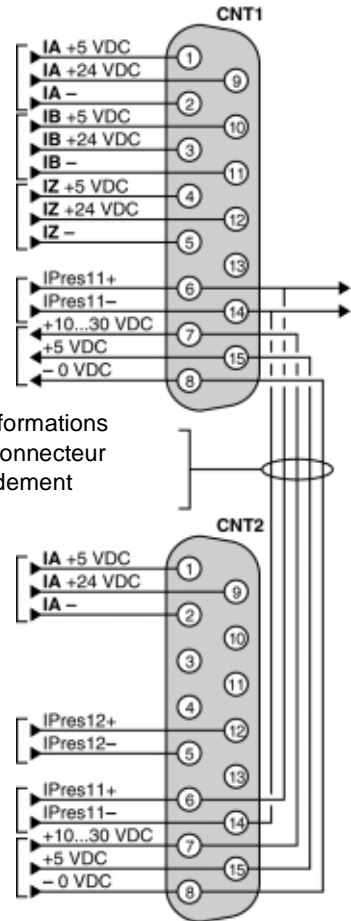 CNT1
IA +5 VDC
1
IA +24 VDC
9
IA –
2
IB +5 VDC
10
IB +24 VDC
3
IB –
11
IZ +5 VDC
4
IZ +24 VDC
12
IZ –
5
13
IPres11+
6
IPres11–
14
+10...30 VDC
7
+5 VDC
15
– 0 VDC
8
formations
onnecteur
dement
CNT2
IA +5 VDC
1
IA +24 VDC
9
IA –
2
10
3
11
4
IPres12+
12
IPres12–
5
13
IPres11+
6
IPres11–
14
+10...30 VDC
7
+5 VDC
15
– 0 VDC
8